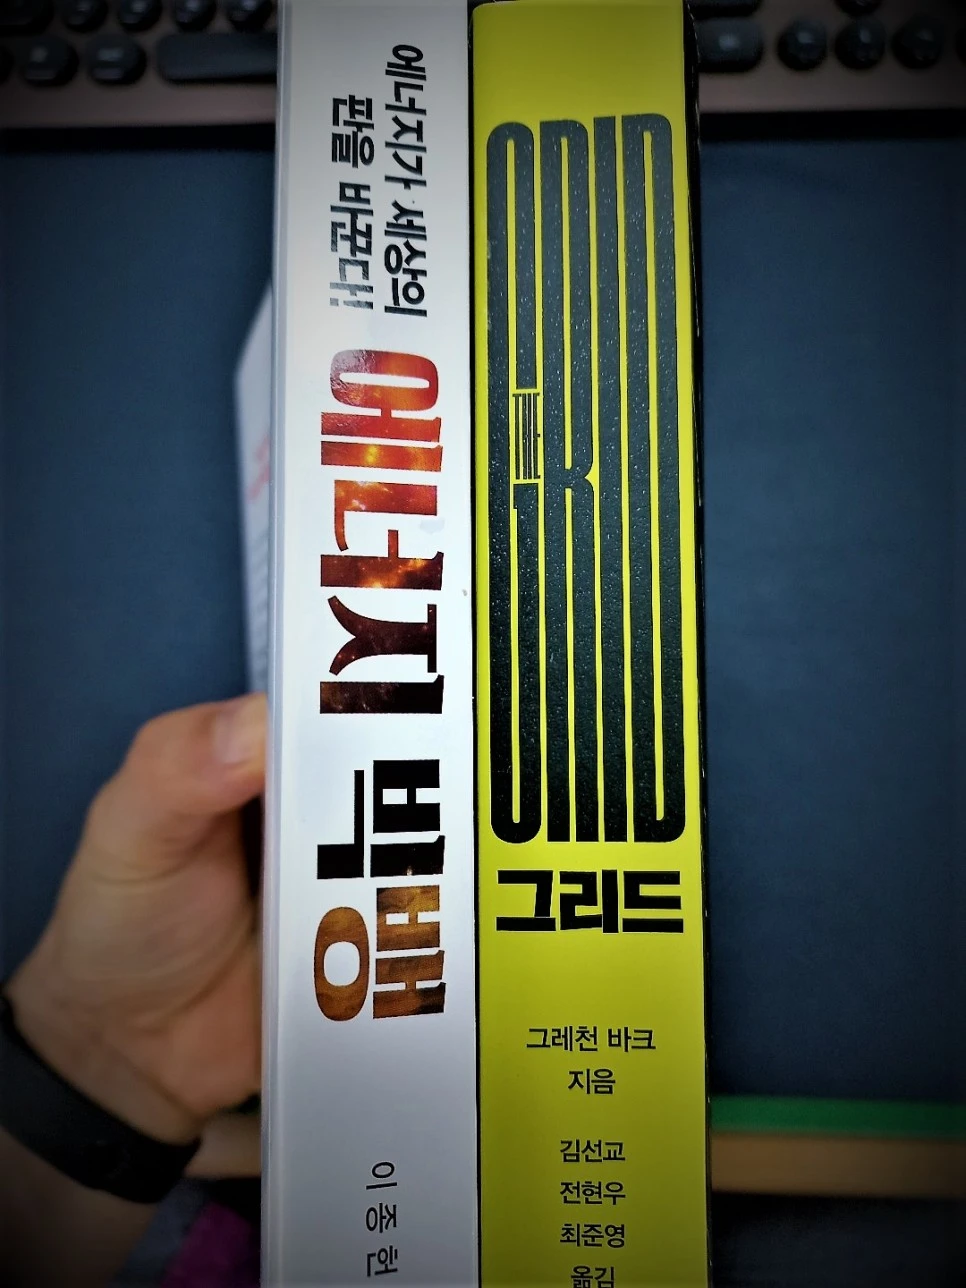 에너지가 세상의
판을 바꾼다!
에너지 빅뱅
이종헌
GRID
그리드
그레천 바크
지음
김선교
전현우
최준영
옮김